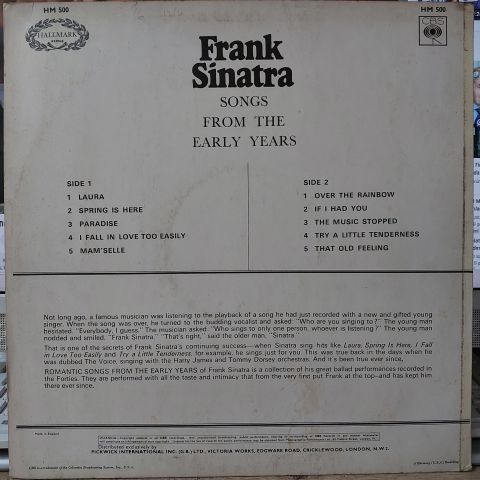 HM 500
HM 500
HALLMARK
SERIES
CBS
Frank
Sinatra
SONGS
FROM THE
EARLY YEARS
SIDE 1
1 LAURA
2 SPRING IS HERE
3 PARADISE
4 I FALL IN LOVE TOO EASILY
5 MAM'SELLE
SIDE 2
1 OVER THE RAINBOW
2 IF I HAD YOU
3 THE MUSIC STOPPED
4 TRY A LITTLE TENDERNESS
5 THAT OLD FEELING
Not long ago, a famous musician was listening to the playback of a song he had just recorded with a new and gifted young
singer. When the song was over, he turned to the budding vocalist and asked: "Who are you singing to?" The young man
hesitated. "Everybody, I guess." The musician asked: "Who sings to only one person, whoever is listening?" The young man
nodded and smiled. "Frank Sinatra." "That's right," said the older man, "Sinatra".
That is one of the secrets of Frank Sinatra's continuing success—when Sinatra sing hits like Laura, Spring Is Here, I Fall
in Love Too Easily and Try a Little Tenderness, for example, he sings just for you. This was true back in the days when he
was dubbed The Voice, singing with the Harry James and Tommy Dorsey orchestras. And it's been true ever since.
ROMANTIC SONGS FROM THE EARLY YEARS of Frank Sinatra is a collection of his great ballad performances recorded in
the Forties. They are performed with all the taste and intimacy that from the very first put Frank at the top—and has kept him
there ever since.
Made in England
Distributed exclusively by
PICKWICK INTERNATIONAL INC. (G.B.) LTD., VICTORIA WORKS, EDGWARE ROAD, CRICKLEWOOD, LONDON, N.W.2.